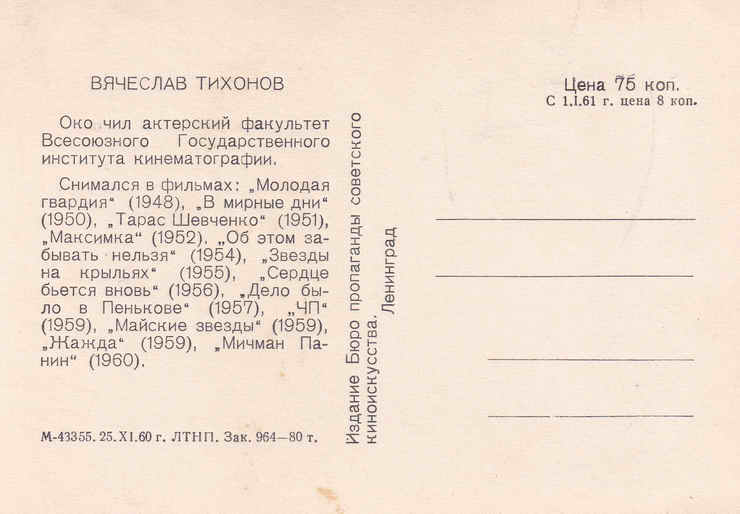 ВЯЧЕСЛАВ ТИХОНОВ
Око чил актерский факультет
Всесоюзного Государственного
института кинематографии.
Снимался в фильмах: „Молодая
гвардия“ (1948), „В мирные дни“
(1950), „Тарас Шевченко“ (1951),
„Максимка“ (1952), „Об этом за-
бывать нельзя“ (1954), „Звезды
на крыльях“ (1955), „Сердце
бьется вновь“ (1956), „Дело бы-
ло в Пенькове“ (1957), „ЧП“
(1959), „Майские звезды“ (1959),
„Жажда“ (1959), „Мичман Па-
нин“ (1960).
М-43355. 25. XI. 60 г. ЛТНП. Зак. 964—80 т.
Издание Бюро пропаганды советского
киноискусства.
Ленинград
Цена 75 коп.
С 1.I.61 г. цена 8 коп.